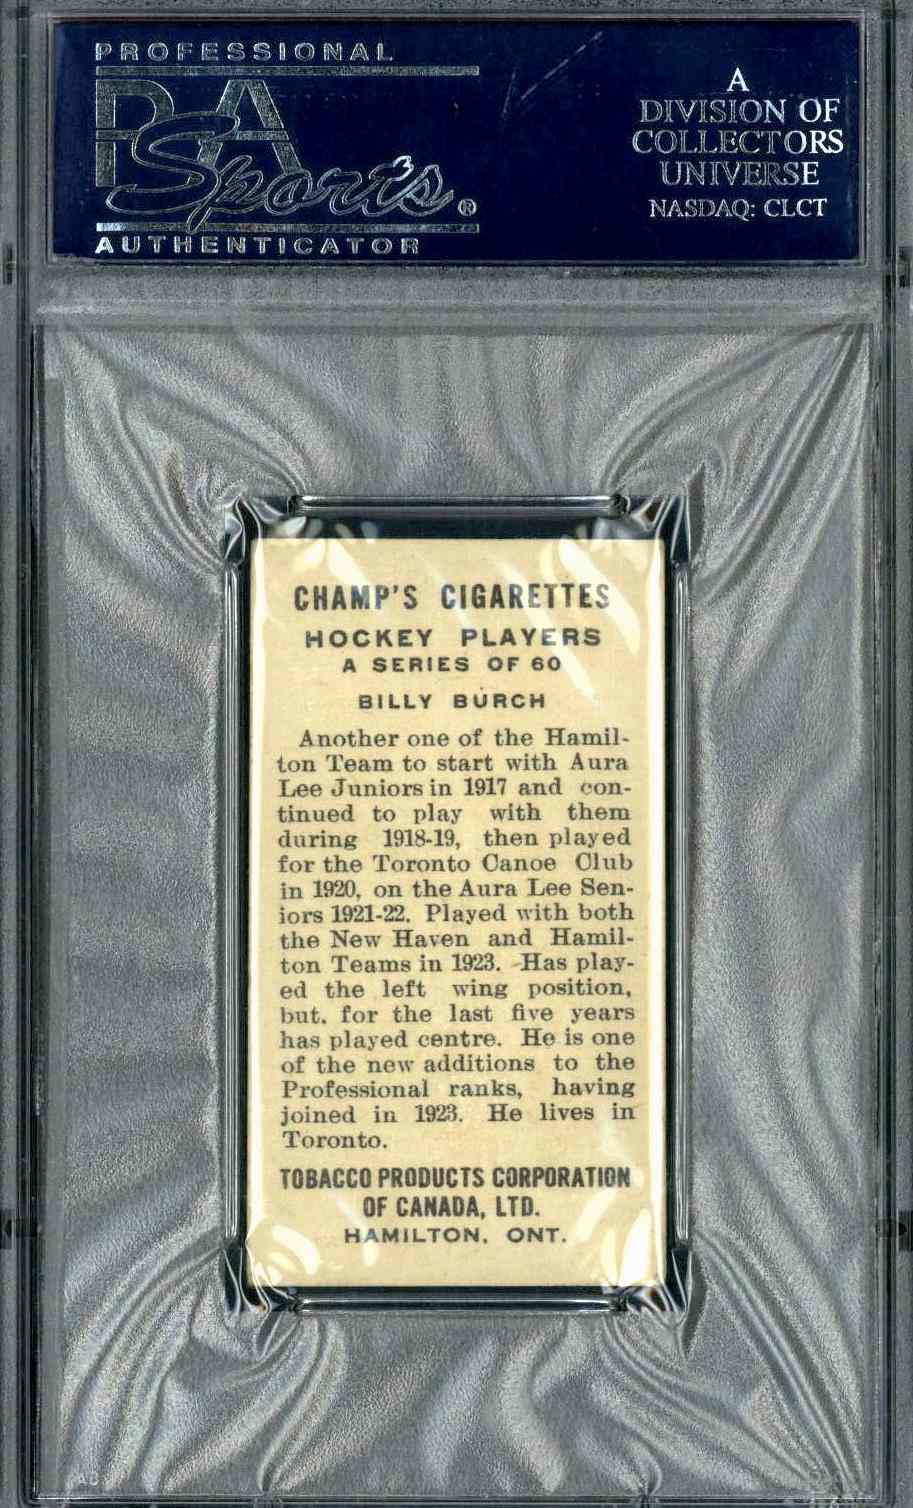 PROFESSIONAL
PSA
Sports®
AUTHENTICATOR
A
DIVISION OF
COLLECTORS
UNIVERSE
NASDAQ: CLCT
CHAMP'S CIGARETTES
HOCKEY PLAYERS
A SERIES OF 60
BILLY BURCH
Another one of the Hamil-
ton Team to start with Aura
Lee Juniors in 1917 and con-
tinued to play with them
during 1918-19, then played
for the Toronto Canoe Club
in 1920, on the Aura Lee Sen-
iors 1921-22. Played with both
the New Haven and Hamil-
ton Teams in 1923. Has play-
ed the left wing position,
but. for the last five years
has played centre. He is one
of the new additions to the
Professional ranks, having
joined in 1923. He lives in
Toronto.
TOBACCO PRODUCTS CORPORATION
OF CANADA, LTD.
HAMILTON, ONT.